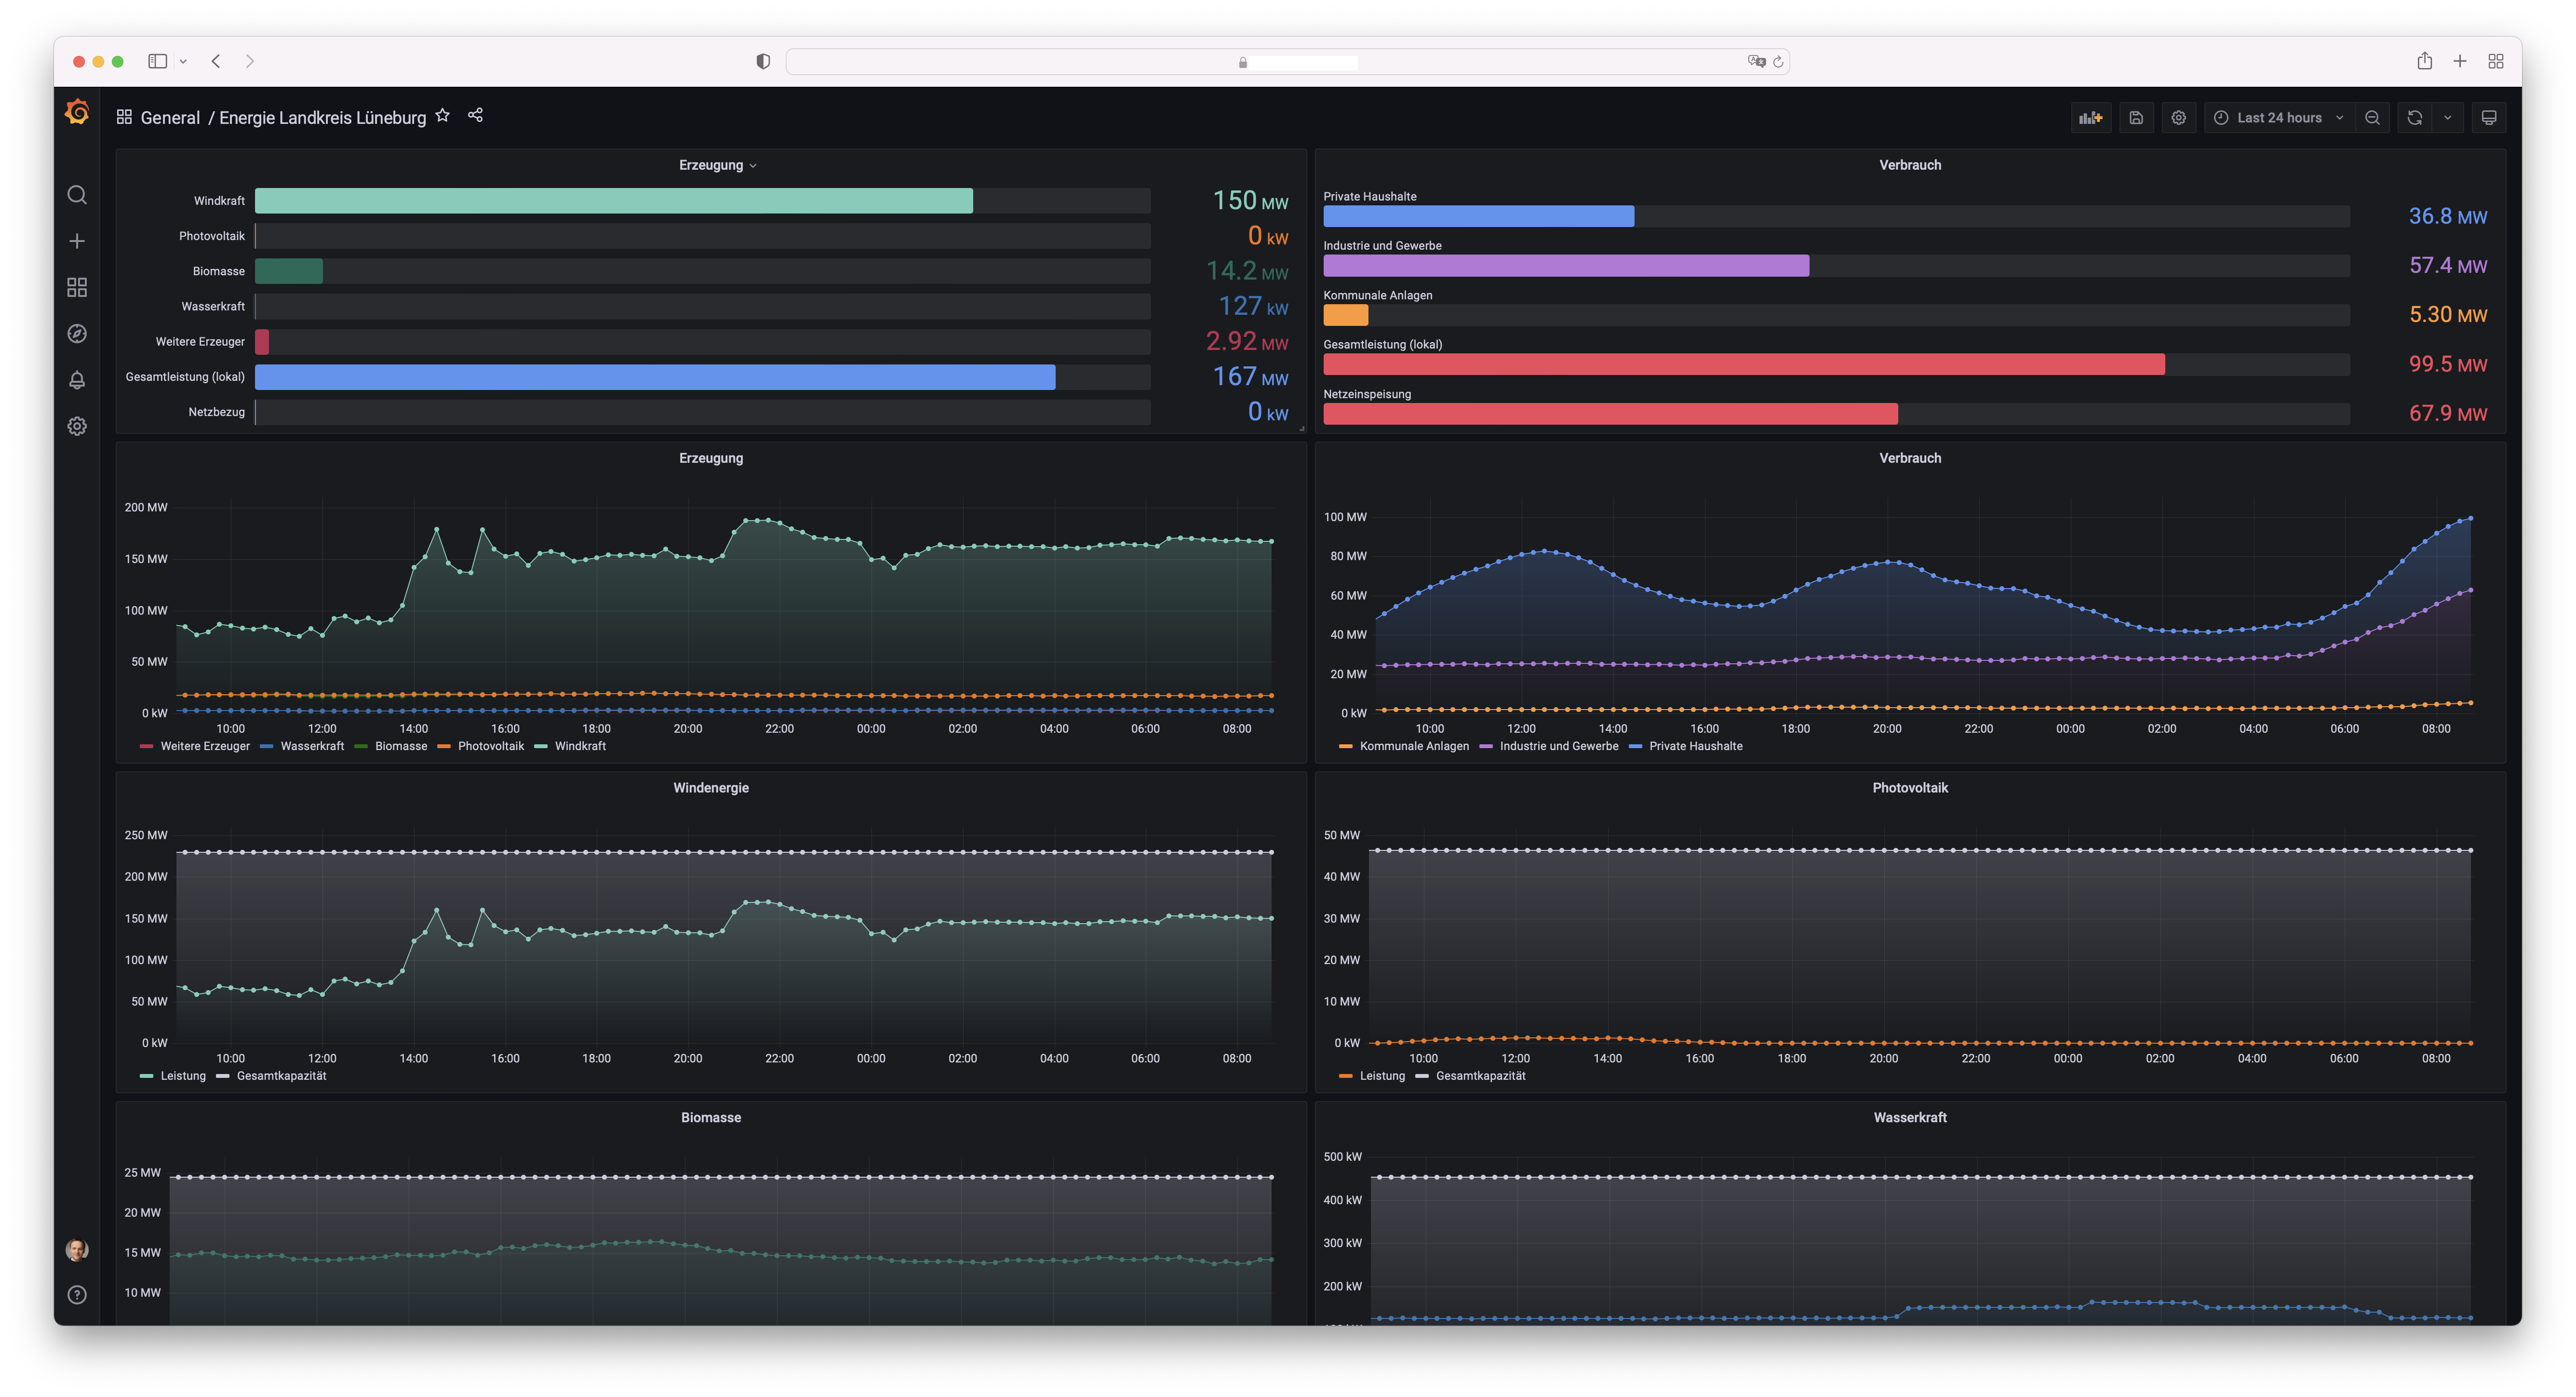 General / Energie Landkreis Lüneburg
Last 24 hours
Erzeugung
Windkraft 150 MW
Photovoltaik 0 kW
Biomasse 14.2 MW
Wasserkraft 127 kW
Weitere Erzeuger 2.92 MW
Gesamtleistung (lokal) 167 MW
Netzbezug 0 kW
Verbrauch
Private Haushalte
36.8 MW
Industrie und Gewerbe
57.4 MW
Kommunale Anlagen
5.30 MW
Gesamtleistung (lokal)
99.5 MW
Netzeinspeisung
67.9 MW
Erzeugung
200 MW
150 MW
100 MW
50 MW
0 kW
10:00 12:00 14:00 16:00 18:00 20:00 22:00 00:00 02:00 04:00 06:00 08:00
Weitere Erzeuger Wasserkraft Biomasse Photovoltaik Windkraft
Verbrauch
100 MW
80 MW
60 MW
40 MW
20 MW
0 kW
10:00 12:00 14:00 16:00 18:00 20:00 22:00 00:00 02:00 04:00 06:00 08:00
Kommunale Anlagen Industrie und Gewerbe Private Haushalte
Windenergie
250 MW
200 MW
150 MW
100 MW
50 MW
0 kW
10:00 12:00 14:00 16:00 18:00 20:00 22:00 00:00 02:00 04:00 06:00 08:00
Leistung Gesamtkapazität
Photovoltaik
50 MW
40 MW
30 MW
20 MW
10 MW
0 kW
10:00 12:00 14:00 16:00 18:00 20:00 22:00 00:00 02:00 04:00 06:00 08:00
Leistung Gesamtkapazität
Biomasse
25 MW
20 MW
15 MW
10 MW
Wasserkraft
500 kW
400 kW
300 kW
200 kW